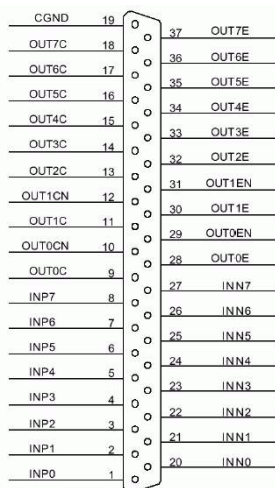 CGND 19
37 OUT7E
OUT7C 18
36 OUT6E
OUT6C 17
35 OUT5E
OUT5C 16
34 OUT4E
OUT4C 15
33 OUT3E
OUT3C 14
32 OUT2E
OUT2C 13
31 OUT1EN
OUT1CN 12
30 OUT1E
OUT1C 11
29 OUT0EN
OUT0CN 10
28 OUT0E
OUT0C 9
27 INN7
INP7 8
26 INN6
INP6 7
25 INN5
INP5 6
24 INN4
INP4 5
23 INN3
INP3 4
22 INN2
INP2 3
21 INN1
INP1 2
20 INN0
INP0 1